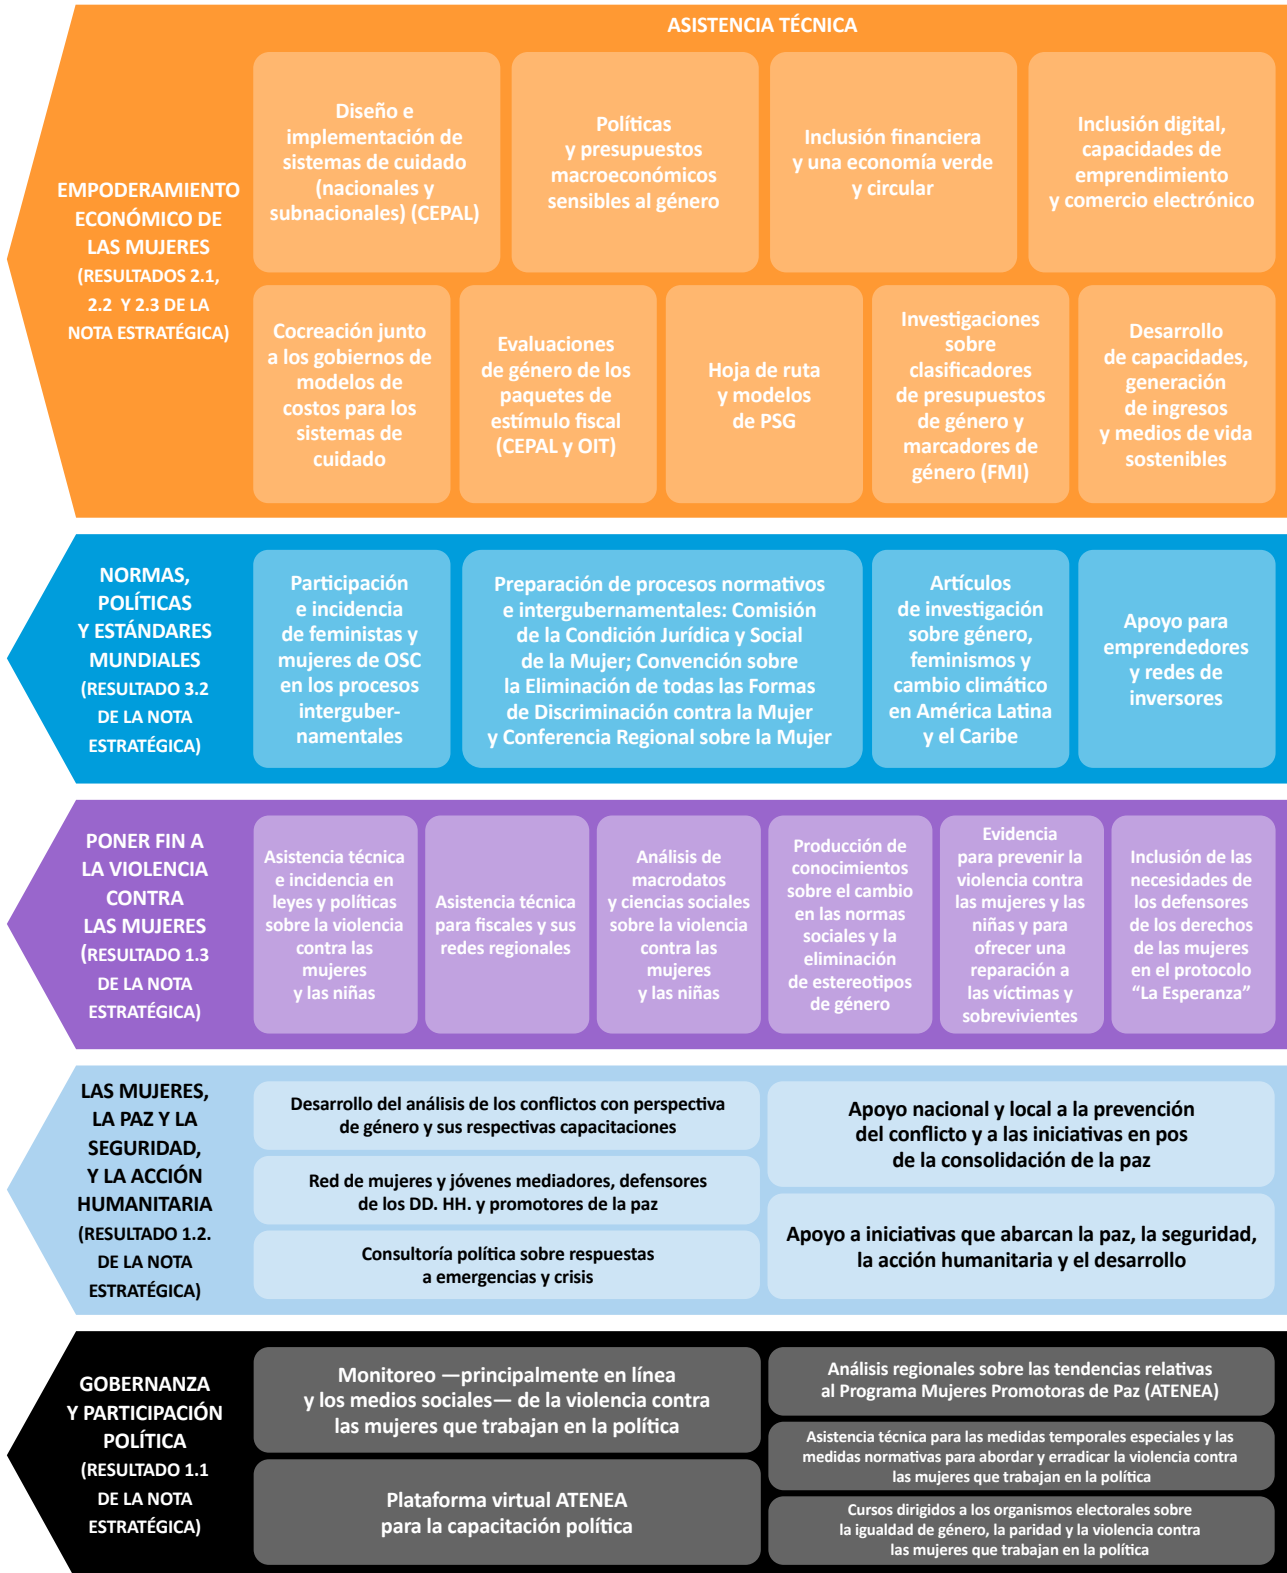 ASISTENCIA TÉCNICA
EMPODERAMIENTO
ECONÓMICO DE
LAS MUJERES
(RESULTADOS 2.1,
2.2 Y 2.3 DE LA
NOTA ESTRATÉGICA)
Diseño e
implementación de
sistemas de cuidado
(nacionales y
subnacionales) (CEPAL)
Políticas
y presupuestos
macroeconómicos
sensibles al género
Inclusión financiera
y una economía verde
y circular
Inclusión digital,
capacidades de
emprendimiento
y comercio electrónico
Cocreación junto
a los gobiernos de
modelos de
costos para los
sistemas de
cuidado
Evaluaciones
de género de los
paquetes de
estímulo fiscal
(CEPAL y OIT)
Hoja de ruta
y modelos
de PSG
Investigaciones
sobre
clasificadores
de presupuestos
de género y
marcadores de
género (FMI)
Desarrollo
de capacidades,
generación
de ingresos
y medios de vida
sostenibles
NORMAS,
POLÍTICAS
Y ESTÁNDARES
MUNDIALES
(RESULTADO 3.2
DE LA NOTA
ESTRATÉGICA)
Participación
e incidencia
de feministas y
mujeres de OSC
en los procesos
interguber-
namentales
Preparación de procesos normativos
e intergubernamentales: Comisión
de la Condición Jurídica y Social
de la Mujer; Convención sobre
la Eliminación de todas las Formas
de Discriminación contra la Mujer
y Conferencia Regional sobre la Mujer
Artículos
de investigación
sobre género,
feminismos y
cambio climático
en América Latina
y el Caribe
Apoyo para
emprendedores
y redes de
inversores
PONER FIN A
LA VIOLENCIA
CONTRA
LAS MUJERES
(RESULTADO 1.3
DE LA NOTA
ESTRATÉGICA)
Asistencia técnica
e incidencia en
leyes y políticas
sobre la violencia
contra las
mujeres
y las niñas
Asistencia técnica
para fiscales y sus
redes regionales
Análisis de
macrodatos
y ciencias sociales
sobre la violencia
contra las
mujeres
y las niñas
Producción de
conocimientos
sobre el cambio
en las normas
sociales y la
eliminación
de estereotipos
de género
Evidencia
para prevenir la
violencia contra
las mujeres y las
niñas y para
ofrecer una
reparación a
las víctimas y
sobrevivientes
Inclusión de las
necesidades de
los defensores
de los derechos
de las mujeres
en el protocolo
“La Esperanza”
LAS MUJERES,
LA PAZ Y LA
SEGURIDAD,
Y LA ACCIÓN
HUMANITARIA
(RESULTADO 1.2.
DE LA NOTA
ESTRATÉGICA)
Desarrollo del análisis de los conflictos con perspectiva
de género y sus respectivas capacitaciones
Red de mujeres y jóvenes mediadores, defensores
de los DD. HH. y promotores de la paz
Consultoría política sobre respuestas
a emergencias y crisis
Apoyo nacional y local a la prevención
del conflicto y a las iniciativas en pos
de la consolidación de la paz
Apoyo a iniciativas que abarcan la paz, la seguridad,
la acción humanitaria y el desarrollo
GOBERNANZA
Y PARTICIPACIÓN
POLÍTICA
(RESULTADO 1.1
DE LA NOTA
ESTRATÉGICA)
Monitoreo —principalmente en línea
y los medios sociales— de la violencia contra
las mujeres que trabajan en la política
Plataforma virtual ATENEA
para la capacitación política
Análisis regionales sobre las tendencias relativas
al Programa Mujeres Promotoras de Paz (ATENEA)
Asistencia técnica para las medidas temporales especiales y las
medidas normativas para abordar y erradicar la violencia contra
las mujeres que trabajan en la política
Cursos dirigidos a los organismos electorales sobre
la igualdad de género, la paridad y la violencia contra
las mujeres que trabajan en la política